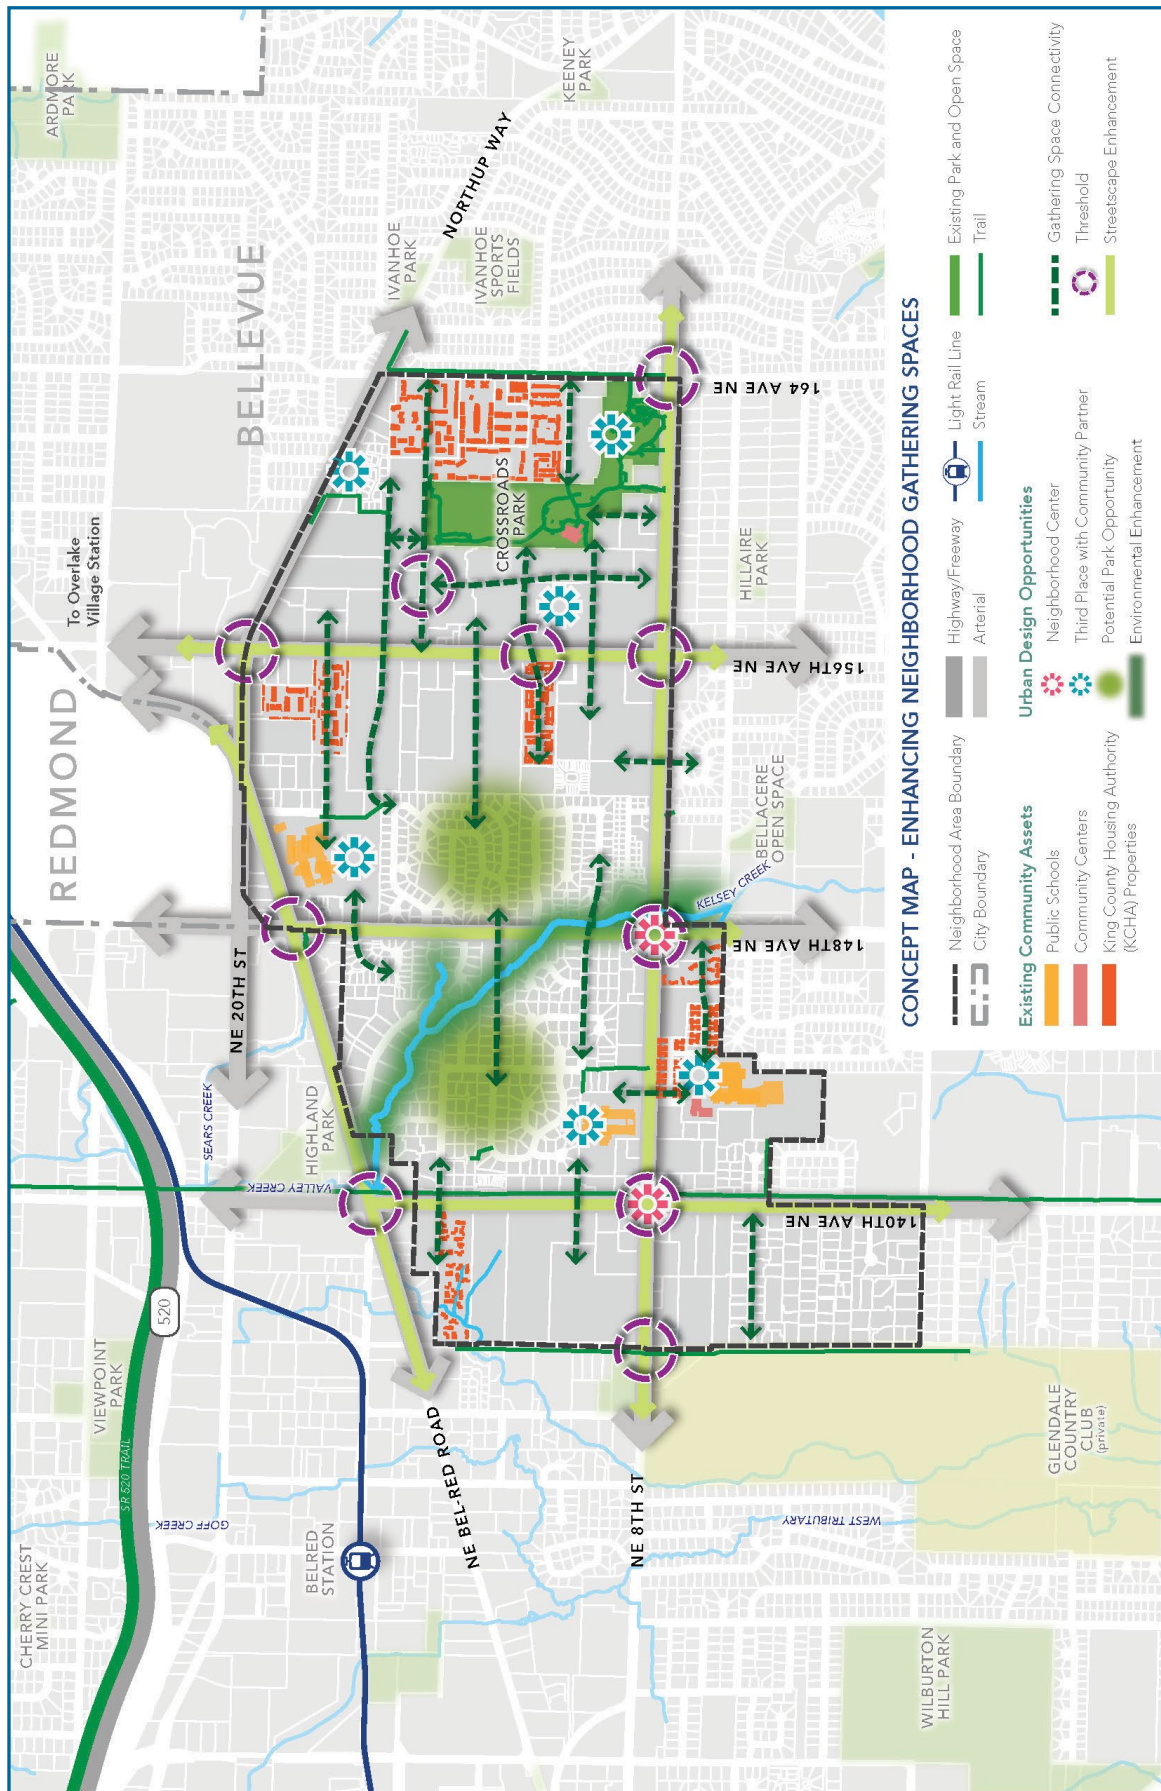 ARDMORE
PARK
KEENEY
PARK
NORTHUP WAY
BELLEVUE
IVANHOE
PARK
IVANHOE
SPORTS
FIELDS
To Overlake
Village Station
REDMOND
CROSSROADS
PARK
164 AVE NE
HILLAIRE
PARK
156TH AVE NE
BELLACERE
OPEN SPACE
KELSEY CREEK
148TH AVE NE
NE 20TH ST
SEARS CREEK
HIGHLAND
PARK
VALLEY CREEK
140TH AVE NE
520
VIEWPOINT
PARK
SR 520 TRAIL
GOFF CREEK
CHERRY CREST
MINI PARK
BELRED
STATION
NE BEL-RED ROAD
NE 8TH ST
WEST TRIBUTARY
GLENDALE
COUNTRY
CLUB
(private)
WILBURTON
HILL PARK
CONCEPT MAP - ENHANCING NEIGHBORHOOD GATHERING SPACES
Neighborhood Area Boundary
City Boundary
Highway/Freeway
Arterial
Light Rail Line
Stream
Existing Park and Open Space
Trail
Existing Community Assets
Public Schools
Community Centers
King County Housing Authority
(KCHA) Properties
Urban Design Opportunities
Neighborhood Center
Third Place with Community Partner
Potential Park Opportunity
Environmental Enhancement
Gathering Space Connectivity
Threshold
Streetscape Enhancement